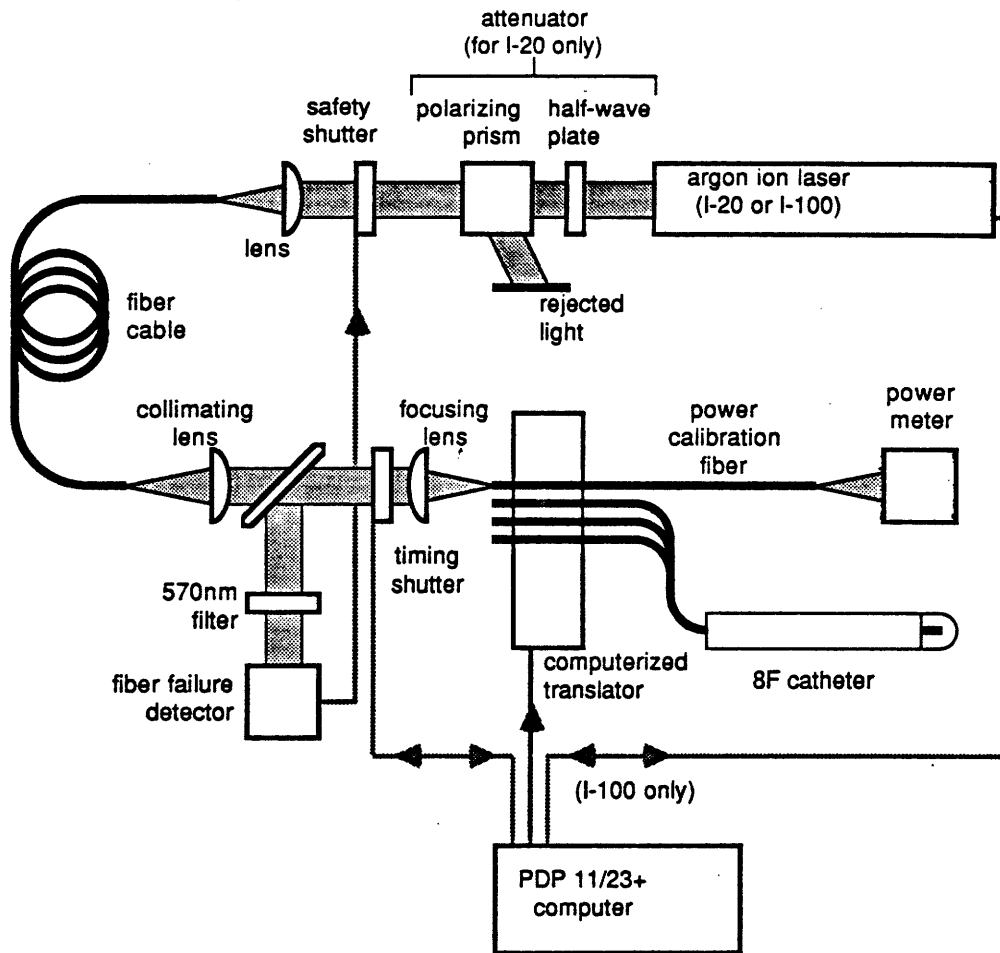 attenuator
(for I-20 only)
safety
shutter
polarizing
prism
half-wave
plate
argon ion laser
(I-20 or I-100)
lens
rejected
light
fiber
cable
collimating
lens
focusing
lens
power
calibration
fiber
power
meter
timing
shutter
570nm
filter
fiber failure
detector
computerized
translator
8F catheter
(I-100 only)
PDP 11/23+
computer